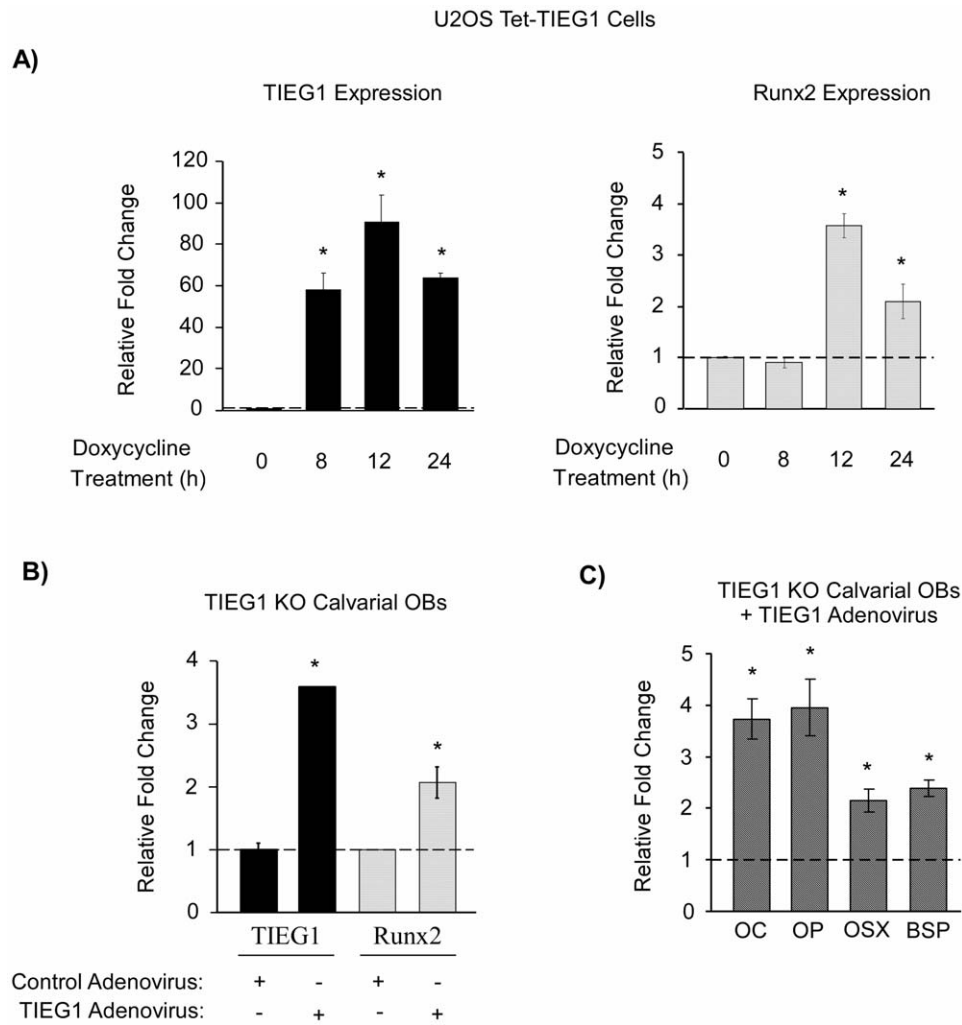 U2OS Tet-TIEG1 Cells
A)
TIEG1 Expression
Relative Fold Change
120
100
80
60
40
20
0
* * *
Doxycycline
Treatment (h)
0 8 12 24
Runx2 Expression
Relative Fold Change
5
4
3
2
1
0
* *
Doxycycline
Treatment (h)
0 8 12 24
B)
TIEG1 KO Calvarial OBs
Relative Fold Change
4
3
2
1
0
* *
TIEG1 Runx2
Control Adenovirus: + - + -
TIEG1 Adenovirus: - + - +
C)
TIEG1 KO Calvarial OBs
+ TIEG1 Adenovirus
Relative Fold Change
5
4
3
2
1
0
* * * *
OC OP OSX BSP